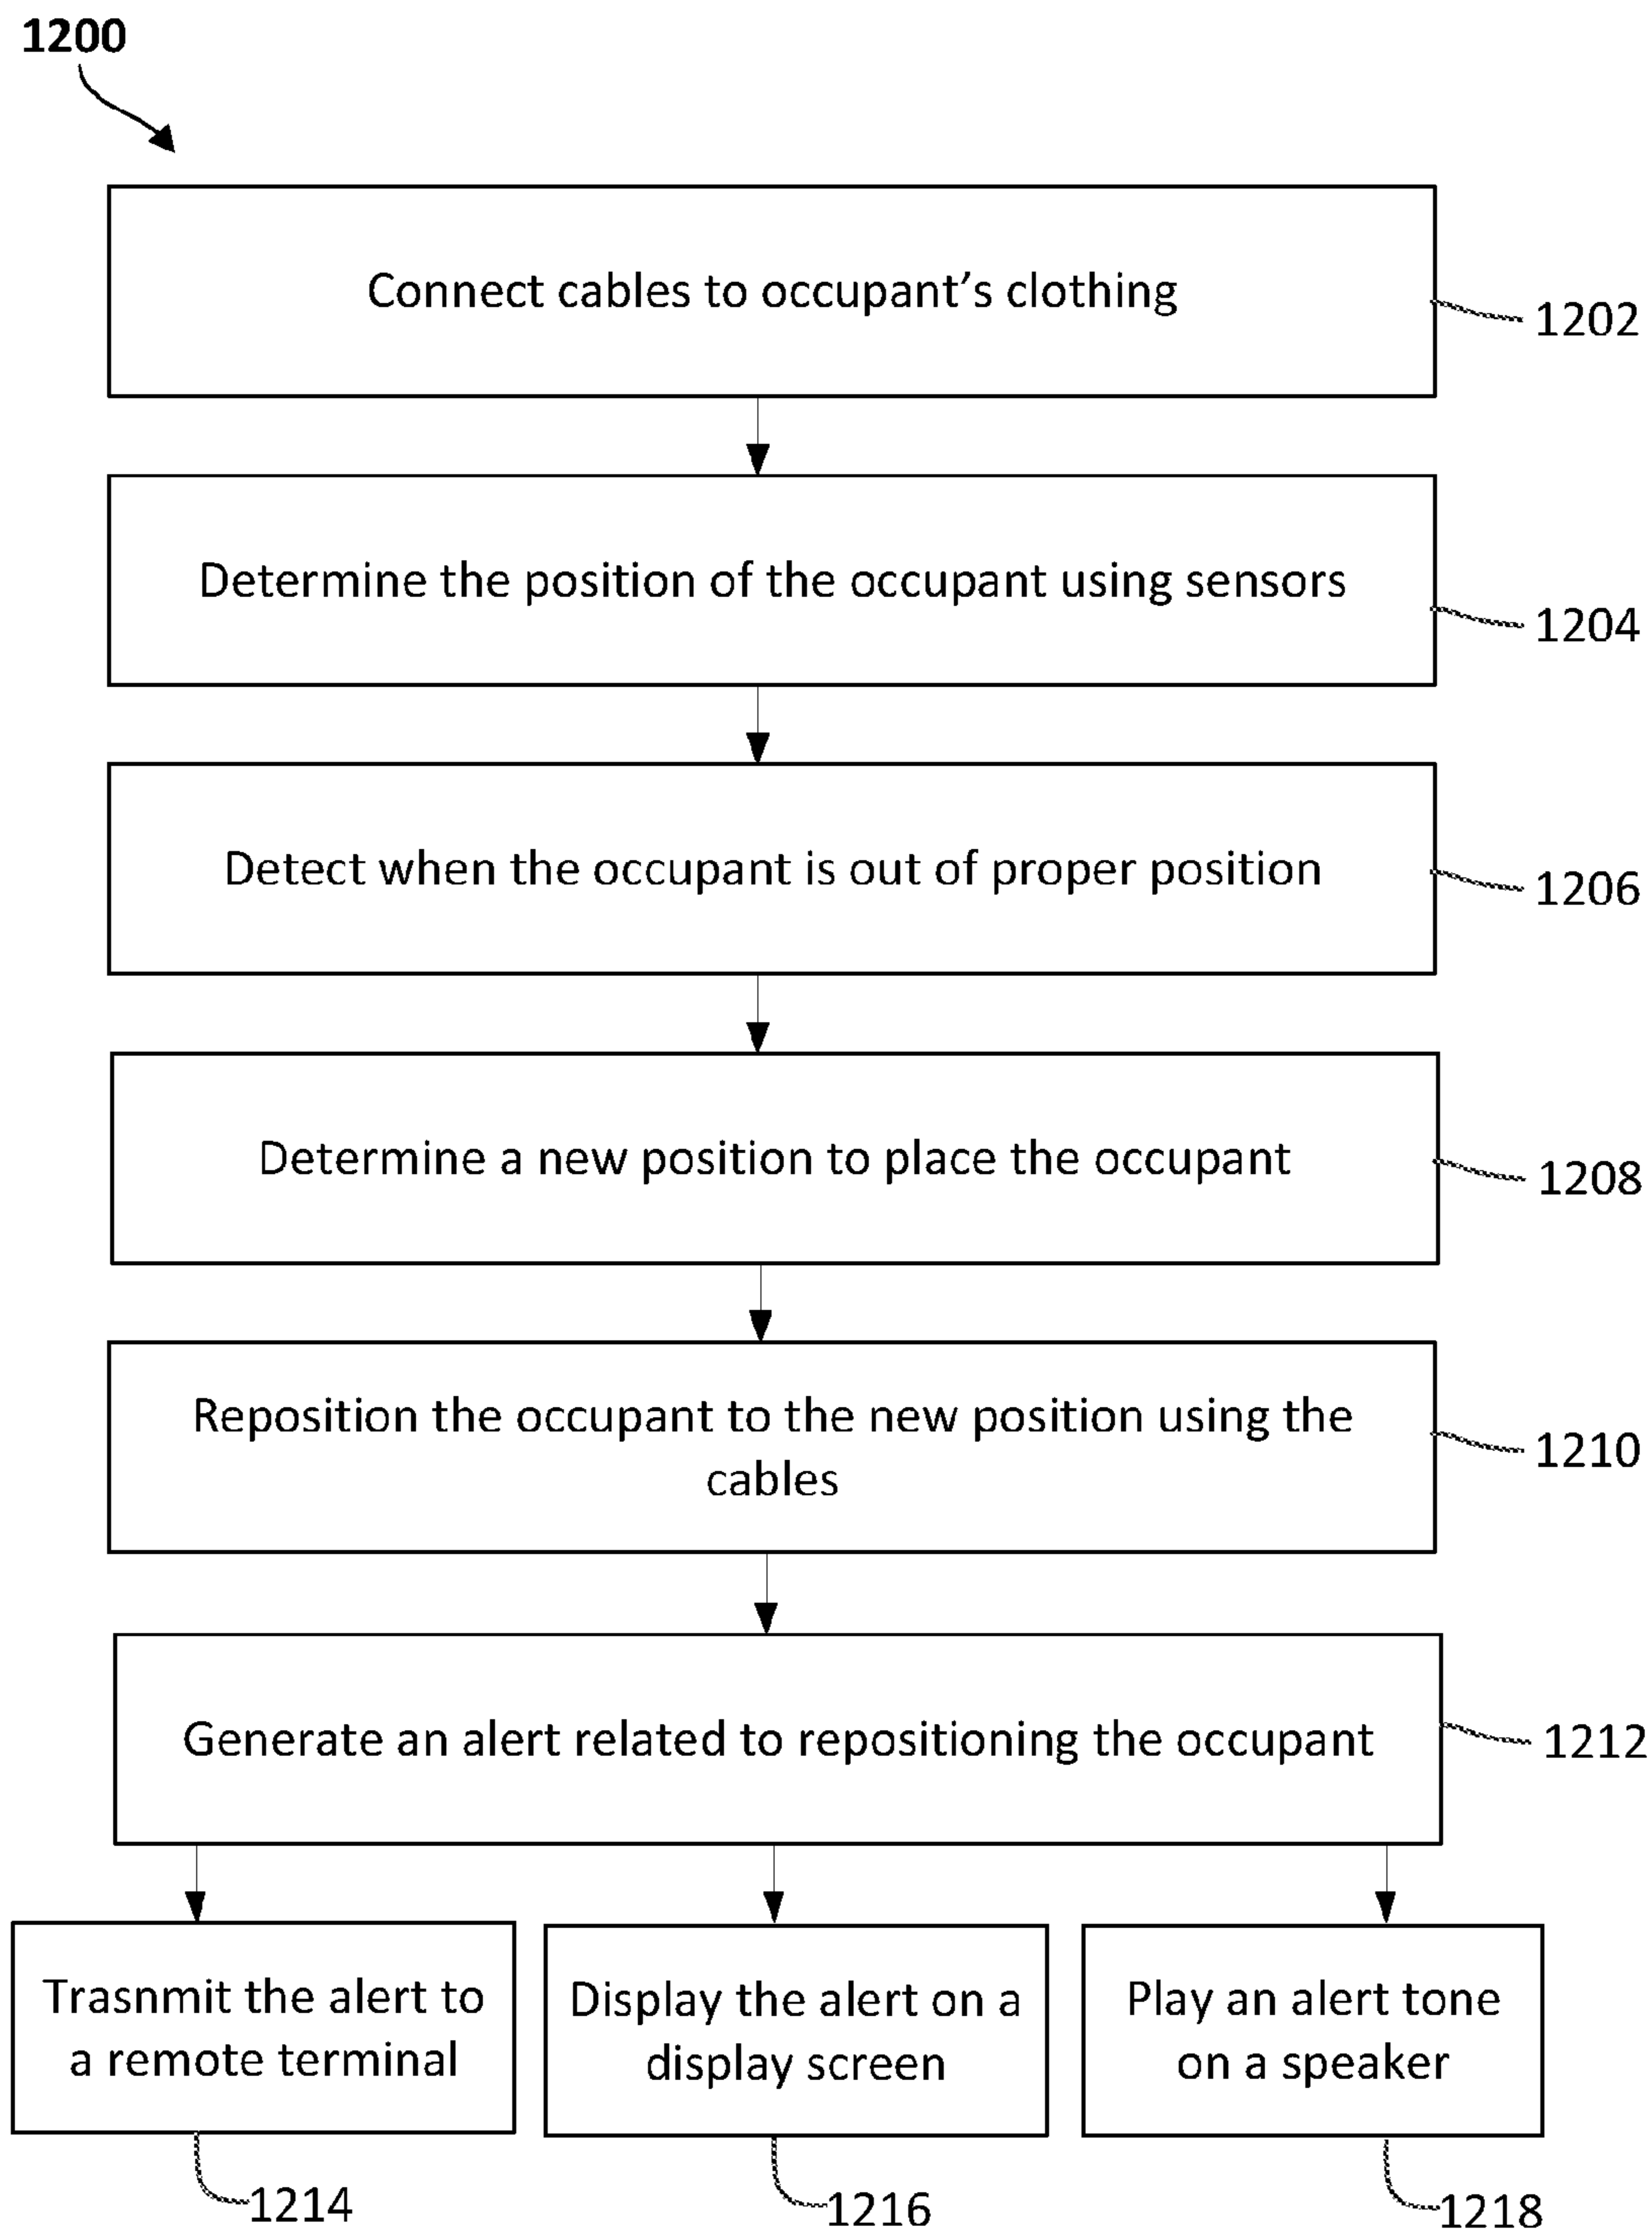 1200
Connect cables to occupant’s clothing
1202
Determine the position of the occupant using sensors
1204
Detect when the occupant is out of proper position
1206
Determine a new position to place the occupant
1208
Reposition the occupant to the new position using the
cables
1210
Generate an alert related to repositioning the occupant
1212
Trasnmit the alert to
a remote terminal
1214
Display the alert on a
display screen
1216
Play an alert tone
on a speaker
1218